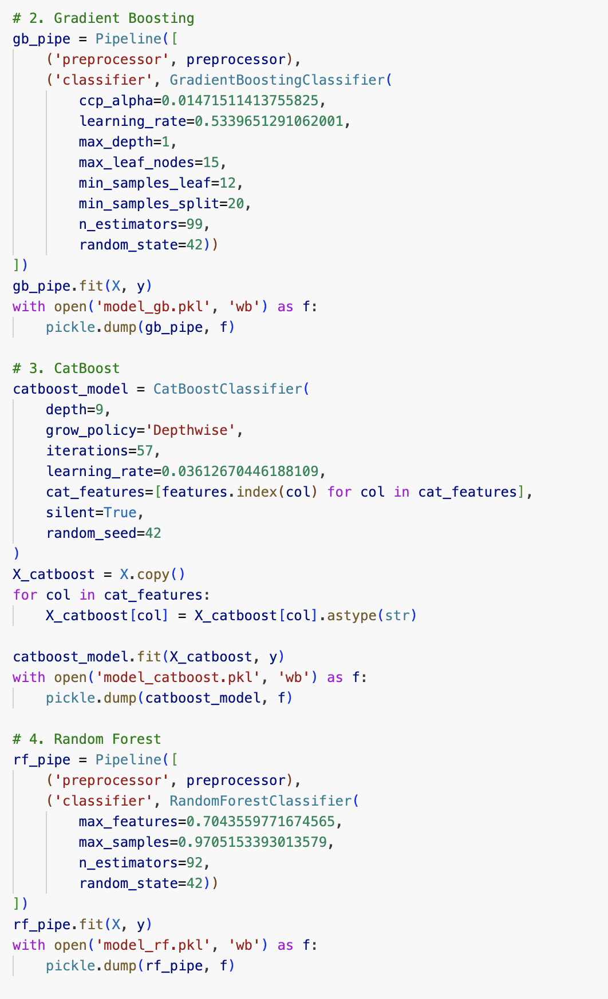 # 2. Gradient Boosting
gb_pipe = Pipeline([
    ('preprocessor', preprocessor),
    ('classifier', GradientBoostingClassifier(
        ccp_alpha=0.01471511413755825,
        learning_rate=0.5339651291062001,
        max_depth=1,
        max_leaf_nodes=15,
        min_samples_leaf=12,
        min_samples_split=20,
        n_estimators=99,
        random_state=42))
])
gb_pipe.fit(X, y)
with open('model_gb.pkl', 'wb') as f:
    pickle.dump(gb_pipe, f)

# 3. CatBoost
catboost_model = CatBoostClassifier(
    depth=9,
    grow_policy='Depthwise',
    iterations=57,
    learning_rate=0.03612670446188109,
    cat_features=[features.index(col) for col in cat_features],
    silent=True,
    random_seed=42
)
X_catboost = X.copy()
for col in cat_features:
    X_catboost[col] = X_catboost[col].astype(str)

catboost_model.fit(X_catboost, y)
with open('model_catboost.pkl', 'wb') as f:
    pickle.dump(catboost_model, f)

# 4. Random Forest
rf_pipe = Pipeline([
    ('preprocessor', preprocessor),
    ('classifier', RandomForestClassifier(
        max_features=0.7043559771674565,
        max_samples=0.9705153393013579,
        n_estimators=92,
        random_state=42))
])
rf_pipe.fit(X, y)
with open('model_rf.pkl', 'wb') as f:
    pickle.dump(rf_pipe, f)